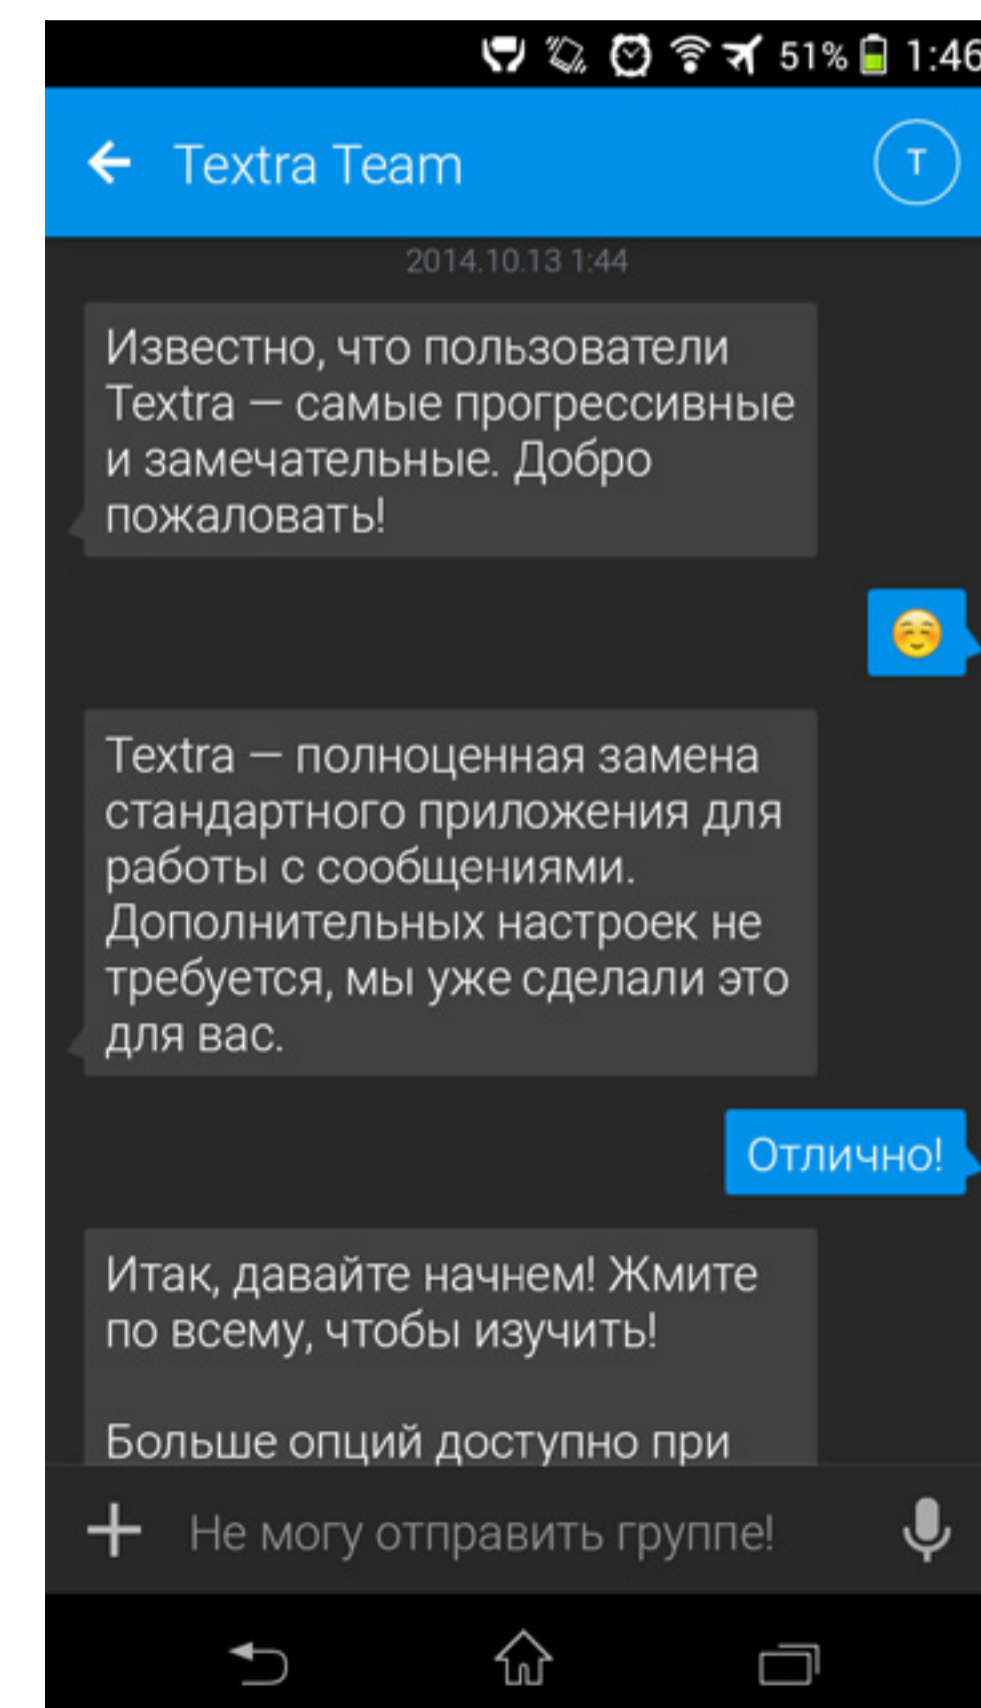 51% 1:46
Textra Team T
2014.10.13 1:44
Известно, что пользователи
Textra — самые прогрессивные
и замечательные. Добро
пожаловать!
Textra — полноценная замена
стандартного приложения для
работы с сообщениями.
Дополнительных настроек не
требуется, мы уже сделали это
для вас.
Отлично!
Итак, давайте начнем! Жмите
по всему, чтобы изучить!
Больше опций доступно при
Не могу отправить группе!